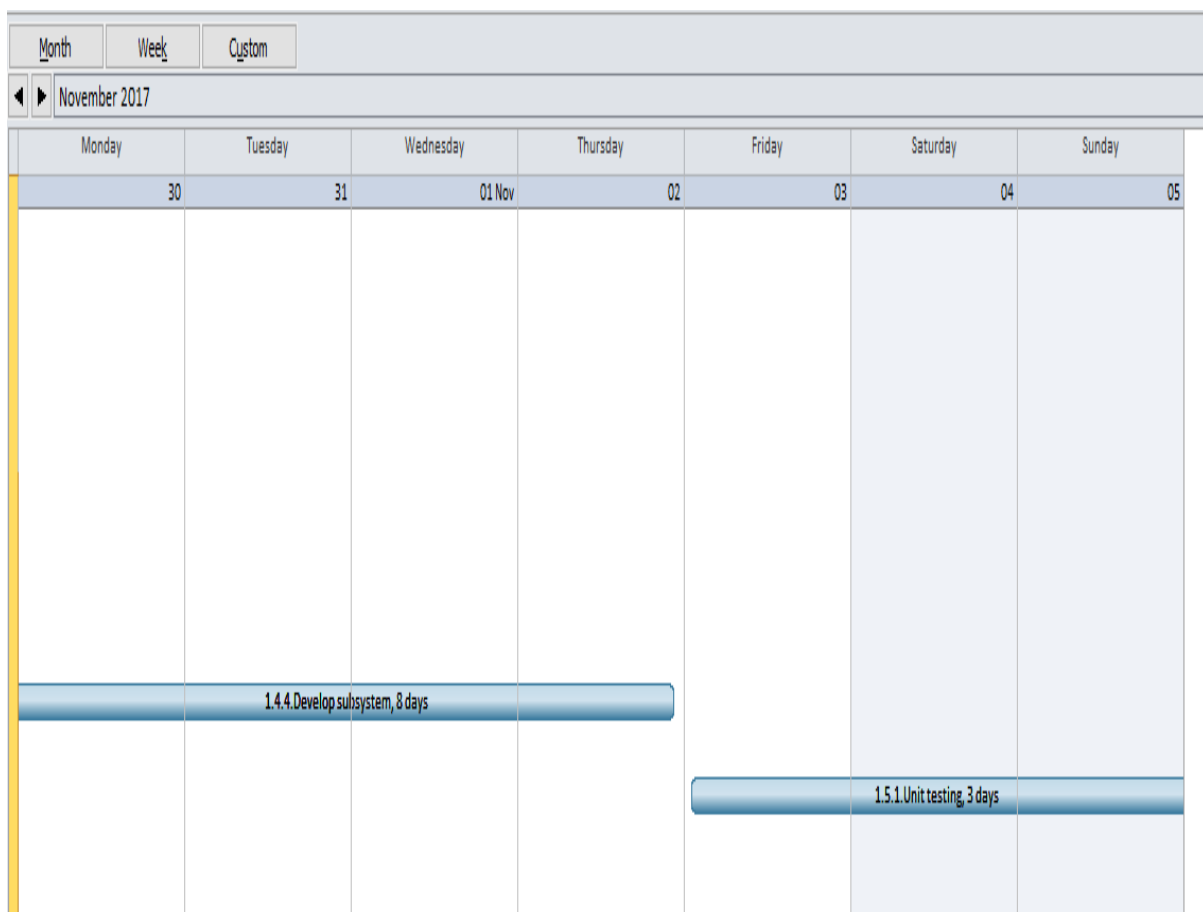 Month Week Custom
November 2017
Monday Tuesday Wednesday Thursday Friday Saturday Sunday
30 31 01 Nov 02 03 04 05
1.4.4.Develop subsystem, 8 days
1.5.1.Unit testing, 3 days